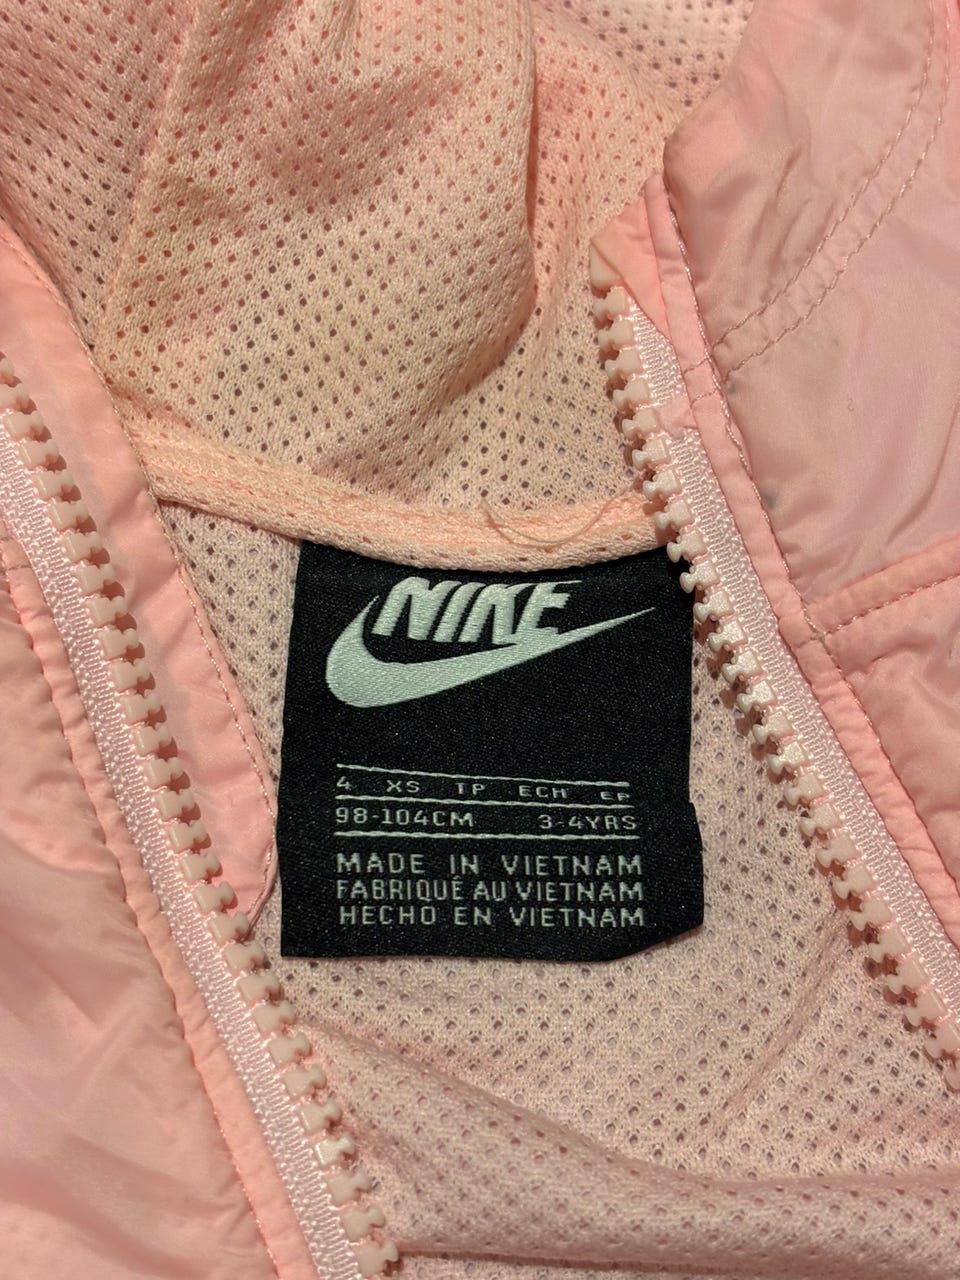 NIKE
4 XS TP ECH EP
98-104CM 3-4YRS
MADE IN VIETNAM
FABRIQUÉ AU VIETNAM
HECHO EN VIETNAM